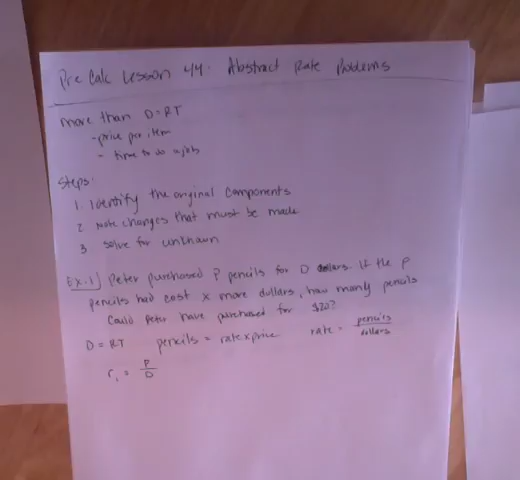 Pre Calc Lesson 44: Abstract Rate Problems
more than D=RT
- price per item
- time to do a job
Steps:
1. Identify the original components
2 Note changes that must be made
3 solve for unknown
Ex.1) Peter purchased P pencils for D dollars. If the P
pencils had cost x more dollars, how many pencils
could Peter have purchased for $20?
D = RT pencils = rate x price rate = pencils/dollars
r₁ = P/D